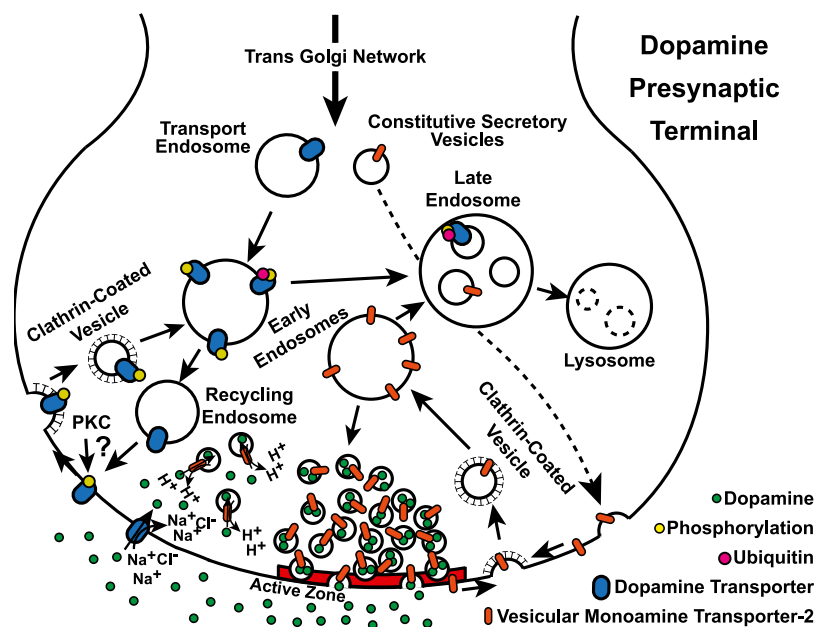 Trans Golgi Network
Dopamine
Presynaptic
Terminal
Transport
Endosome
Constitutive Secretory
Vesicles
Late
Endosome
Clathrin-Coated
Vesicle
Early
Endosomes
Lysosome
Recycling
Endosome
PKC
?
Clathrin-Coated
Vesicle
H+
H+
H+
H+
H+
H+
Na+Cl-
Na+
Na+Cl-
Na+
Active Zone
Dopamine
Phosphorylation
Ubiquitin
Dopamine Transporter
Vesicular Monoamine Transporter-2